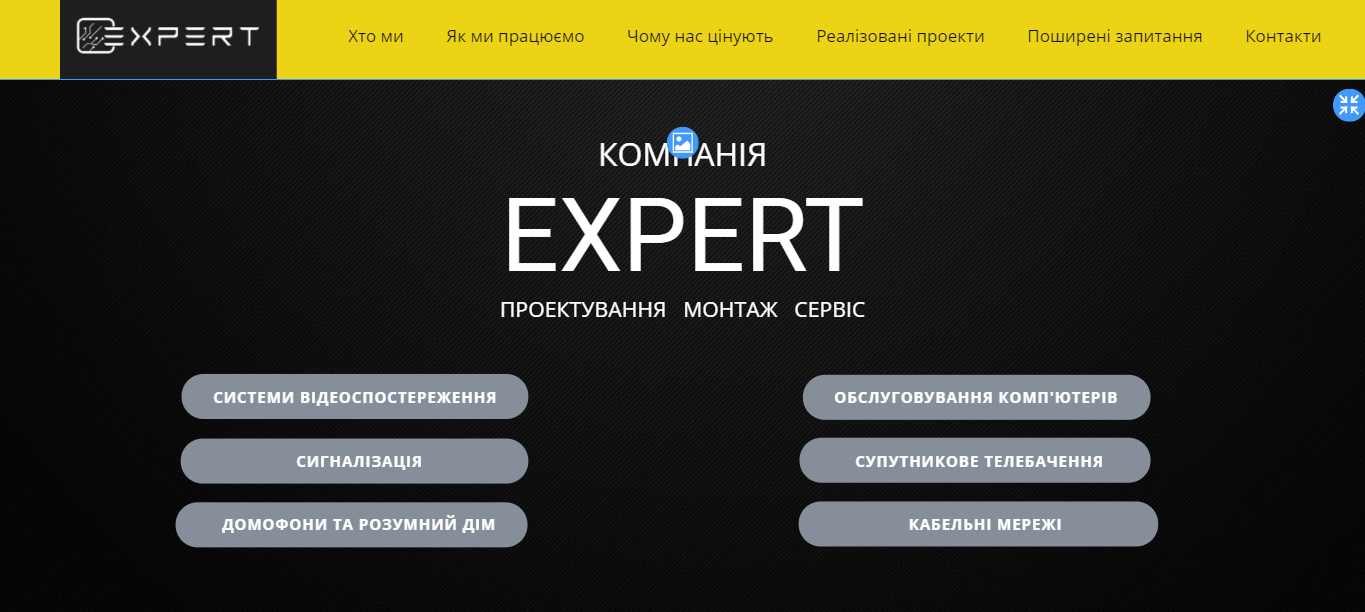 EXPERT
Хто ми
Як ми працюємо
Чому нас цінують
Реалізовані проекти
Поширені запитання
Контакти
КОМПАНІЯ
EXPERT
ПРОЕКТУВАННЯ МОНТАЖ СЕРВІС
СИСТЕМИ ВІДЕОСПОСТЕРЕЖЕННЯ
ОБСЛУГОВУВАННЯ КОМП'ЮТЕРІВ
СИГНАЛІЗАЦІЯ
СУПУТНИКОВЕ ТЕЛЕБАЧЕННЯ
ДОМОФОНИ ТА РОЗУМНИЙ ДІМ
КАБЕЛЬНІ МЕРЕЖІ